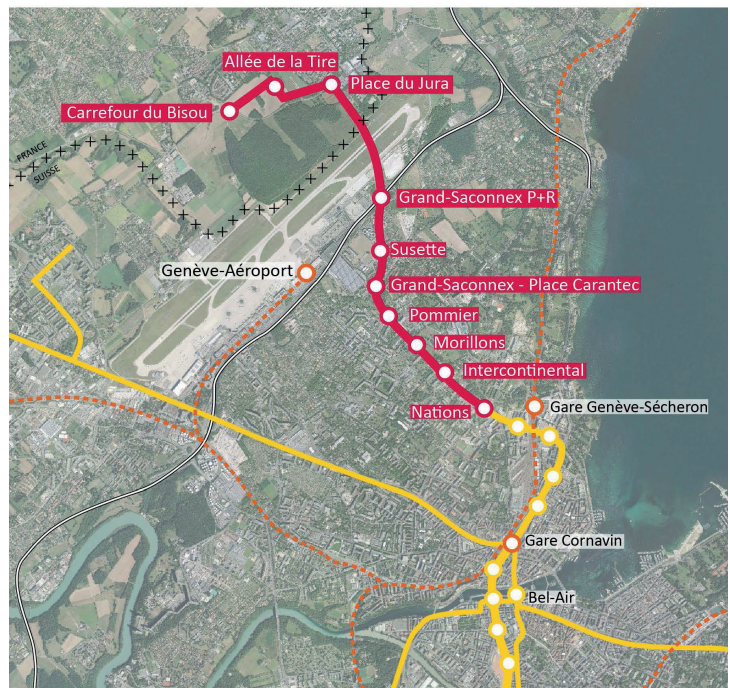 Allée de la Tire
Place du Jura
Carrefour du Bisou
FRANCE
SUISSE
Grand-Saconnex P+R
Susette
Genève-Aéroport
Grand-Saconnex - Place Carantec
Pommier
Morillons
Intercontinental
Nations
Gare Genève-Sécheron
Gare Cornavin
Bel-Air